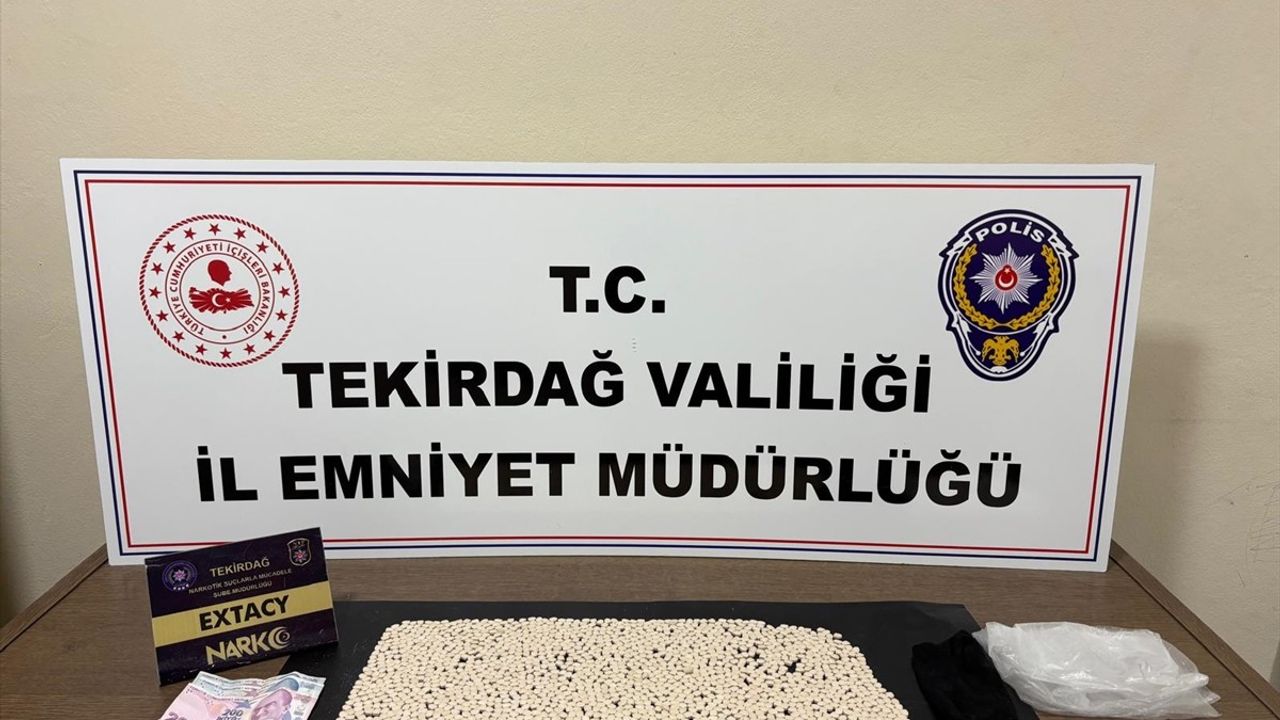 TÜRKİYE CUMHURİYETİ İÇİŞLERİ BAKANLIĞI
POLİS
T.C.
TEKİRDAĞ VALİLİĞİ
İL EMNİYET MÜDÜRLÜĞÜ
TEKİRDAĞ
NARKOTİK SUÇLARLA MÜCADELE
ŞUBE MÜDÜRLÜĞÜ
EXTACY
NARKO
200